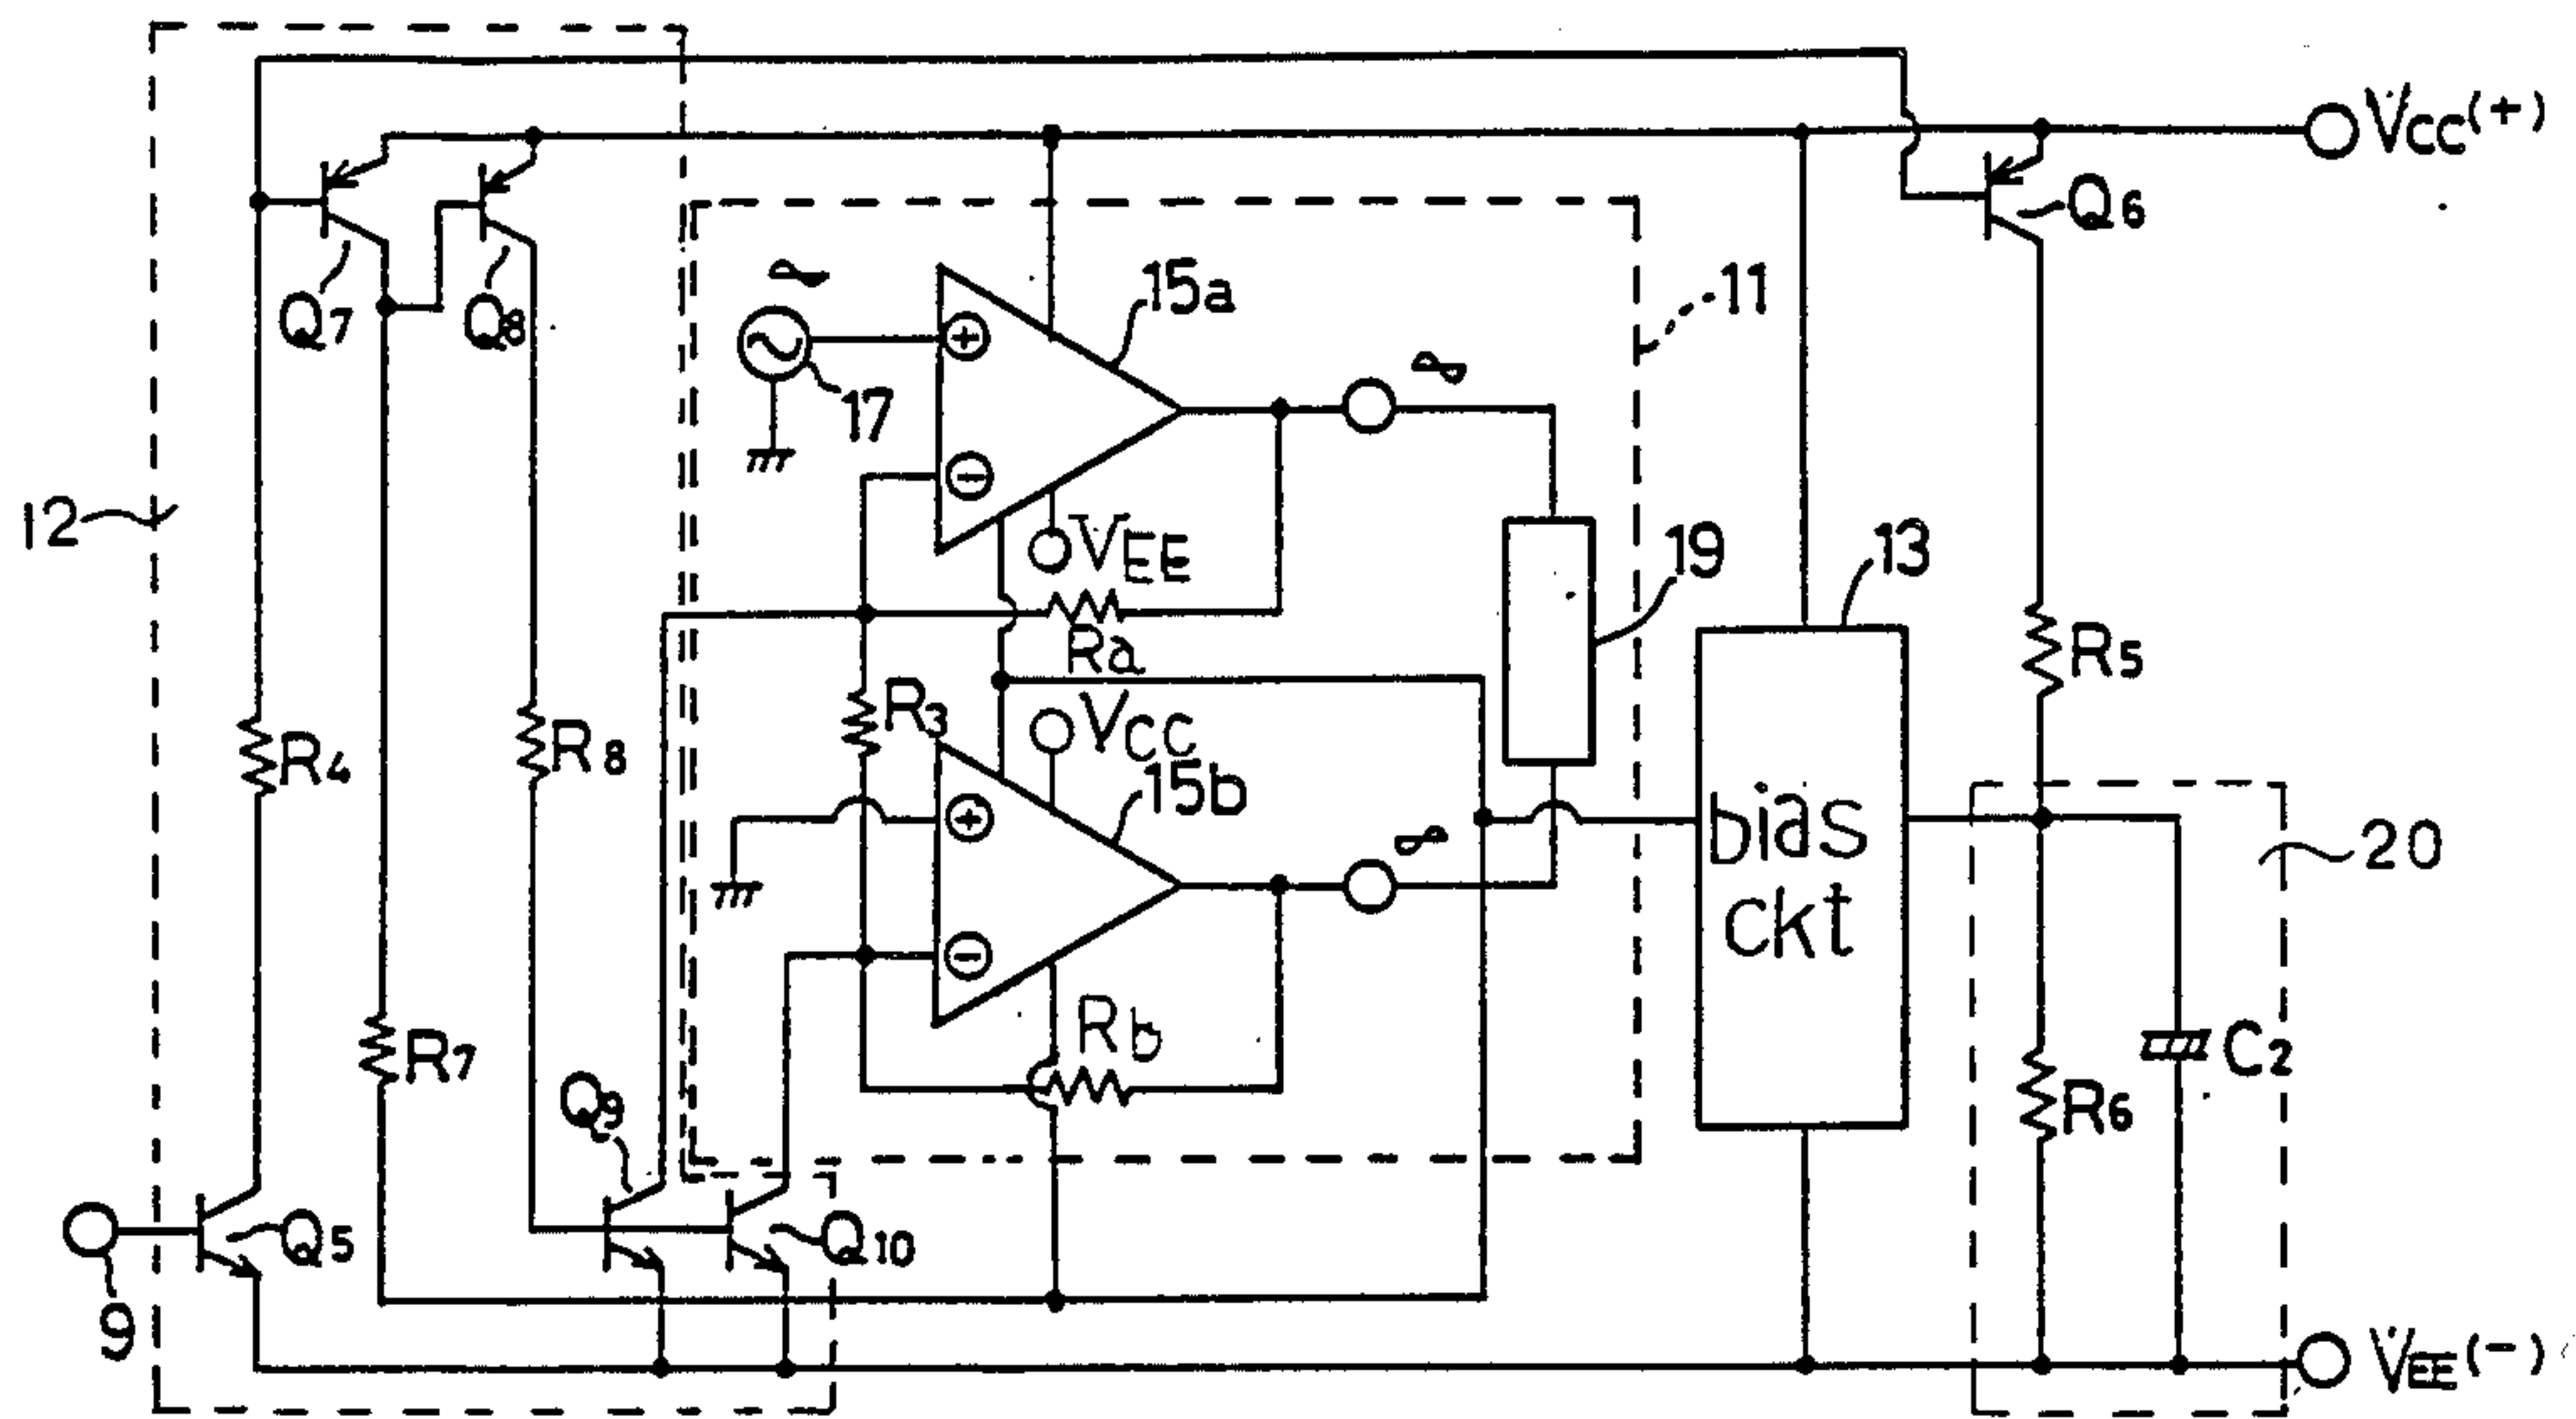 VCC(+)
Q6
Q7
Q8
15a
11
17
12
VEE
19
13
Ra
R3
VCC
R5
R4
R8
15b
bias
ckt
20
Rb
R7
C2
R6
Q9
Q5
Q10
9
VEE(-)